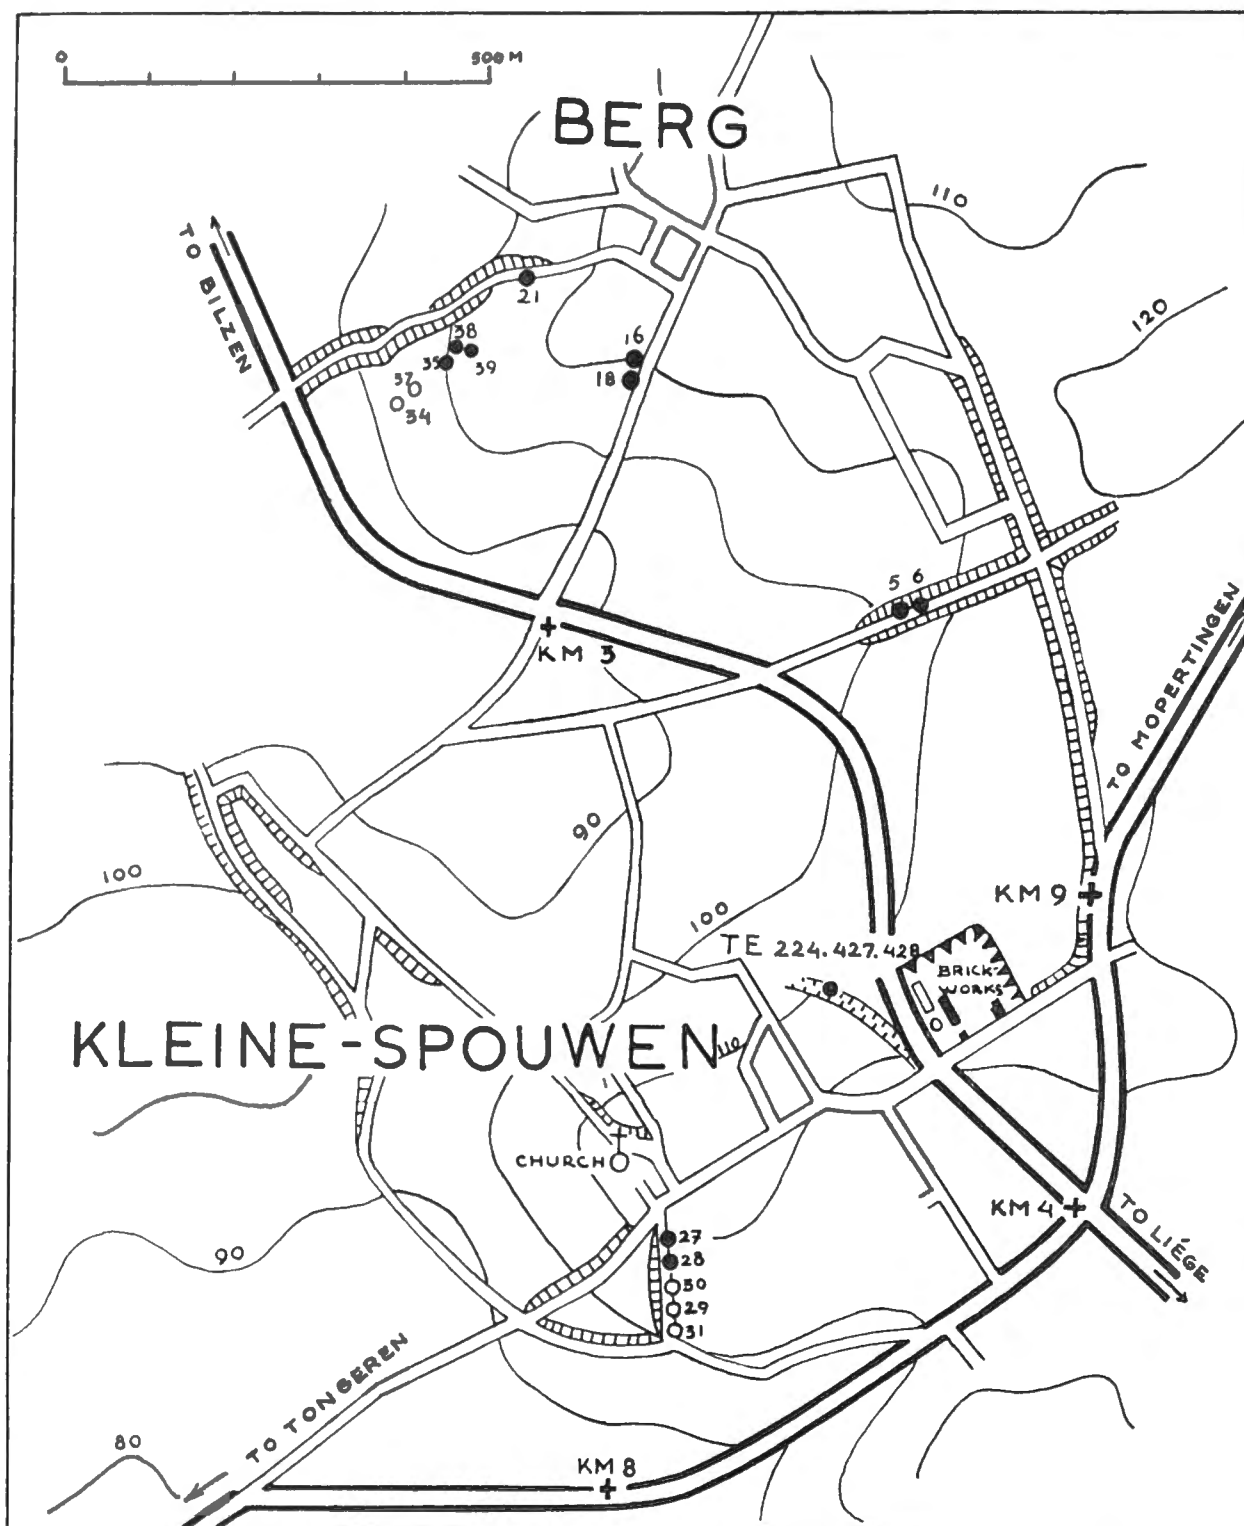 0 500 M
BERG
110
TO BILZEN
21
120
38
16
35
39
18
37
34
5 6
KM 3
TO MOPERTINGEN
90
100
KM 9
100
TE 224.427.428
BRICK-
WORKS
KLEINE-SPOUWEN
110
CHURCH
KM 4
TO LIÉGE
27
90
28
30
29
31
TO TONGEREN
80
KM 8